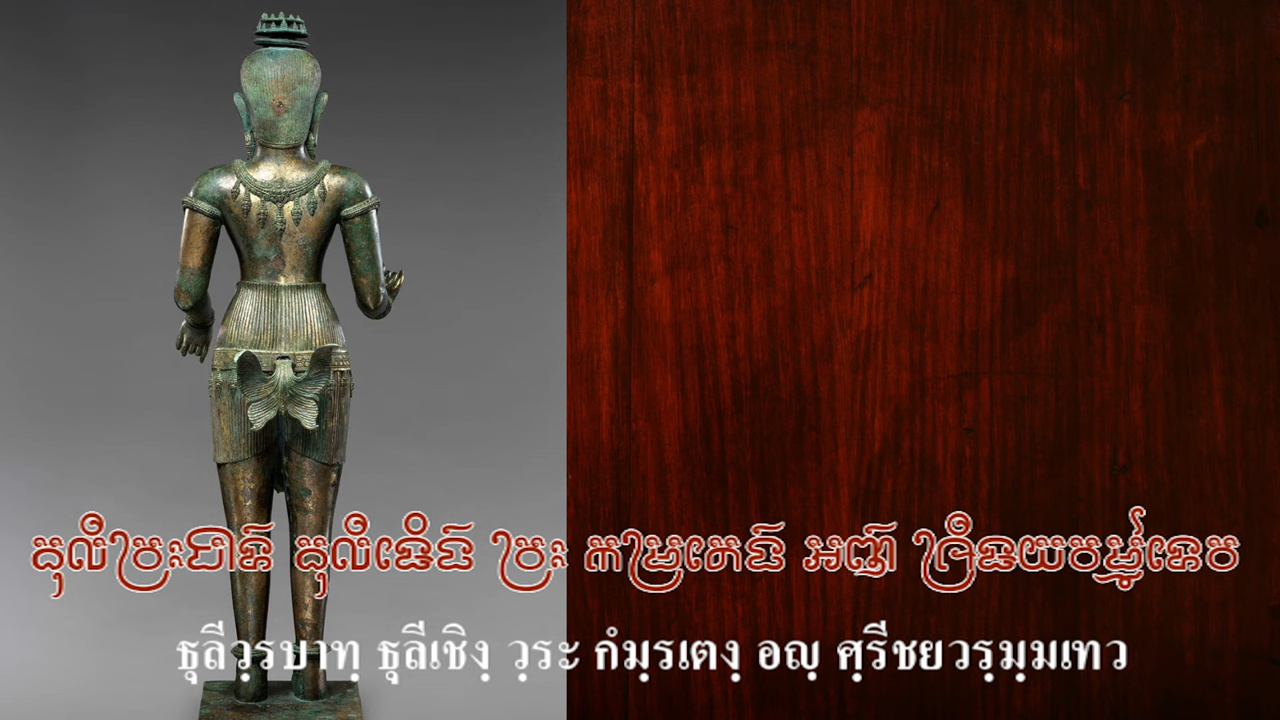 ធុលីវ្រះបាទ៑ ធុលីជេិង៑ វ្រះ កម្រតេង៑ អញ៑ ឝ្រីជយវម៌្មទេវ
ธุลีวฺรบาทฺ ธุลีเชิงฺ วฺระ กํมฺรเตงฺ อญฺ ศฺรีชยวรฺมฺมเทว